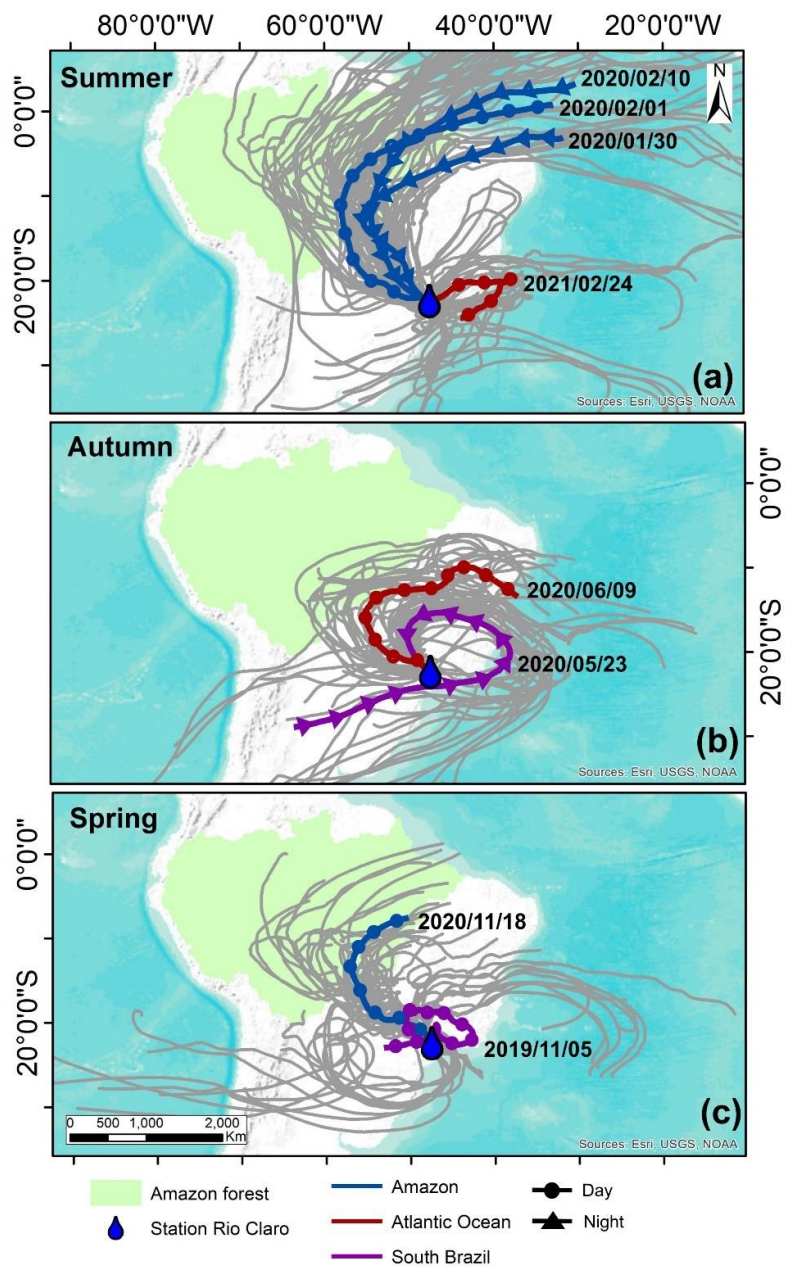 80°0'0"W 60°0'0"W 40°0'0"W 20°0'0"W
Summer
N
2020/02/10
2020/02/01
2020/01/30
2021/02/24
0°0'0"
20°0'0"S
(a)
Sources: Esri, USGS, NOAA
Autumn
2020/06/09
2020/05/23
0°0'0"
20°0'0"S
(b)
Sources: Esri, USGS, NOAA
Spring
2020/11/18
2019/11/05
0°0'0"
20°0'0"S
(c)
0 500 1,000 2,000
Km
Sources: Esri, USGS, NOAA
Amazon forest
Station Rio Claro
Amazon
Atlantic Ocean
South Brazil
Day
Night